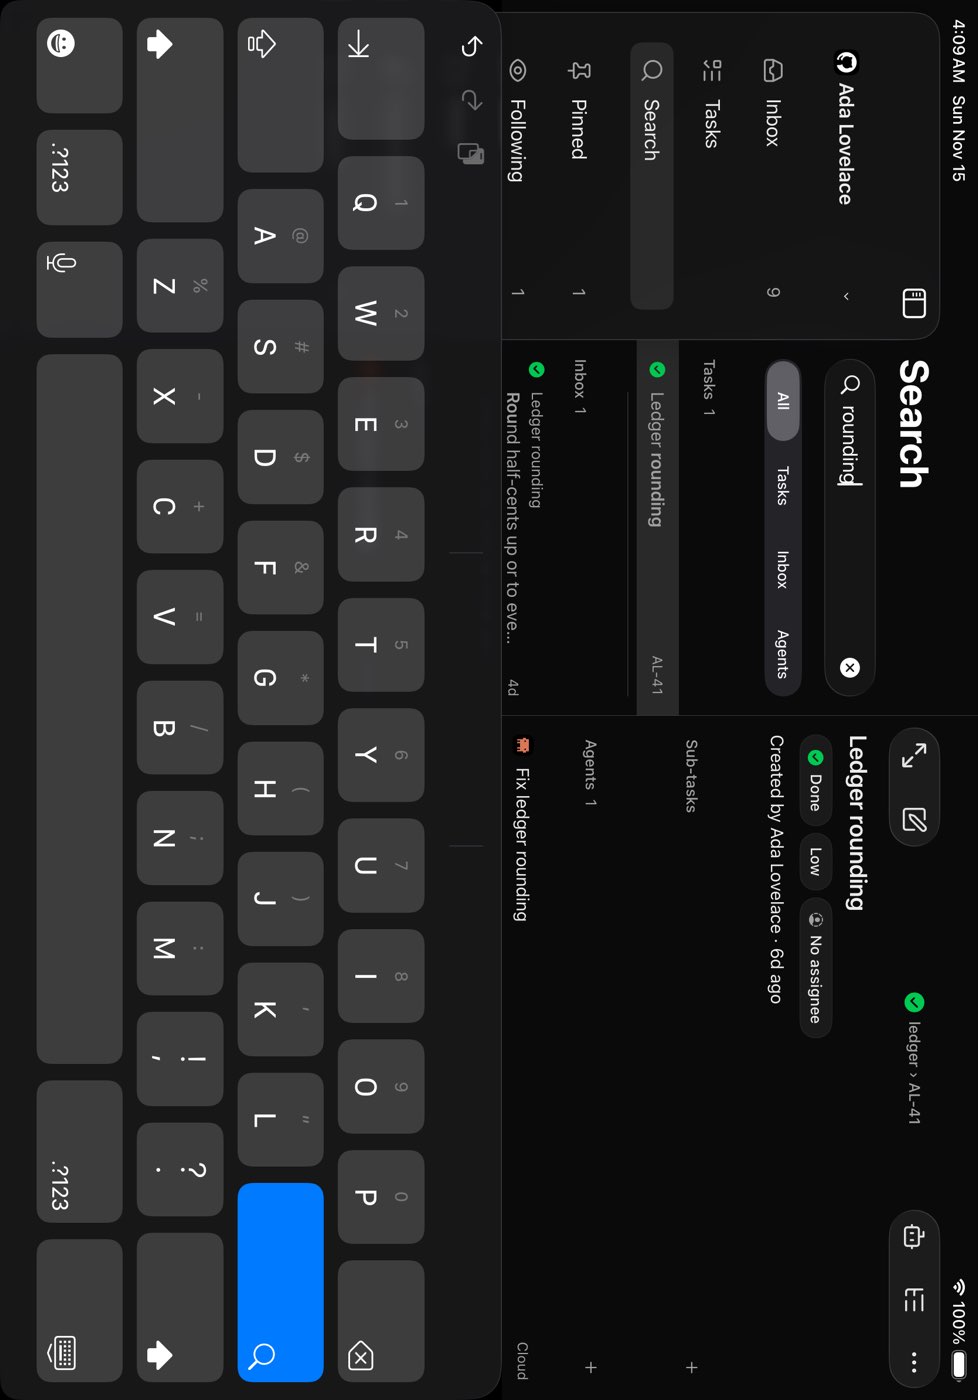 4:09 AM Sun Nov 15
100%
Ada Lovelace
Inbox 9
Tasks
Search
Pinned 1
Following 1
Search
rounding
All Tasks Inbox Agents
Tasks 1
Ledger rounding AL-41
Inbox 1
Ledger rounding
Round half-cents up or to eve... 4d
ledger › AL-41
Ledger rounding
Done Low No assignee
Created by Ada Lovelace · 6d ago
Sub-tasks +
Agents 1 +
Fix ledger rounding Cloud
1 2 3 4 5 6 7 8 9 0
Q W E R T Y U I O P
@ # $ & * ( ) ' "
A S D F G H J K L
% - + = / ; : ! ?
Z X C V B N M , .
.?123 .?123